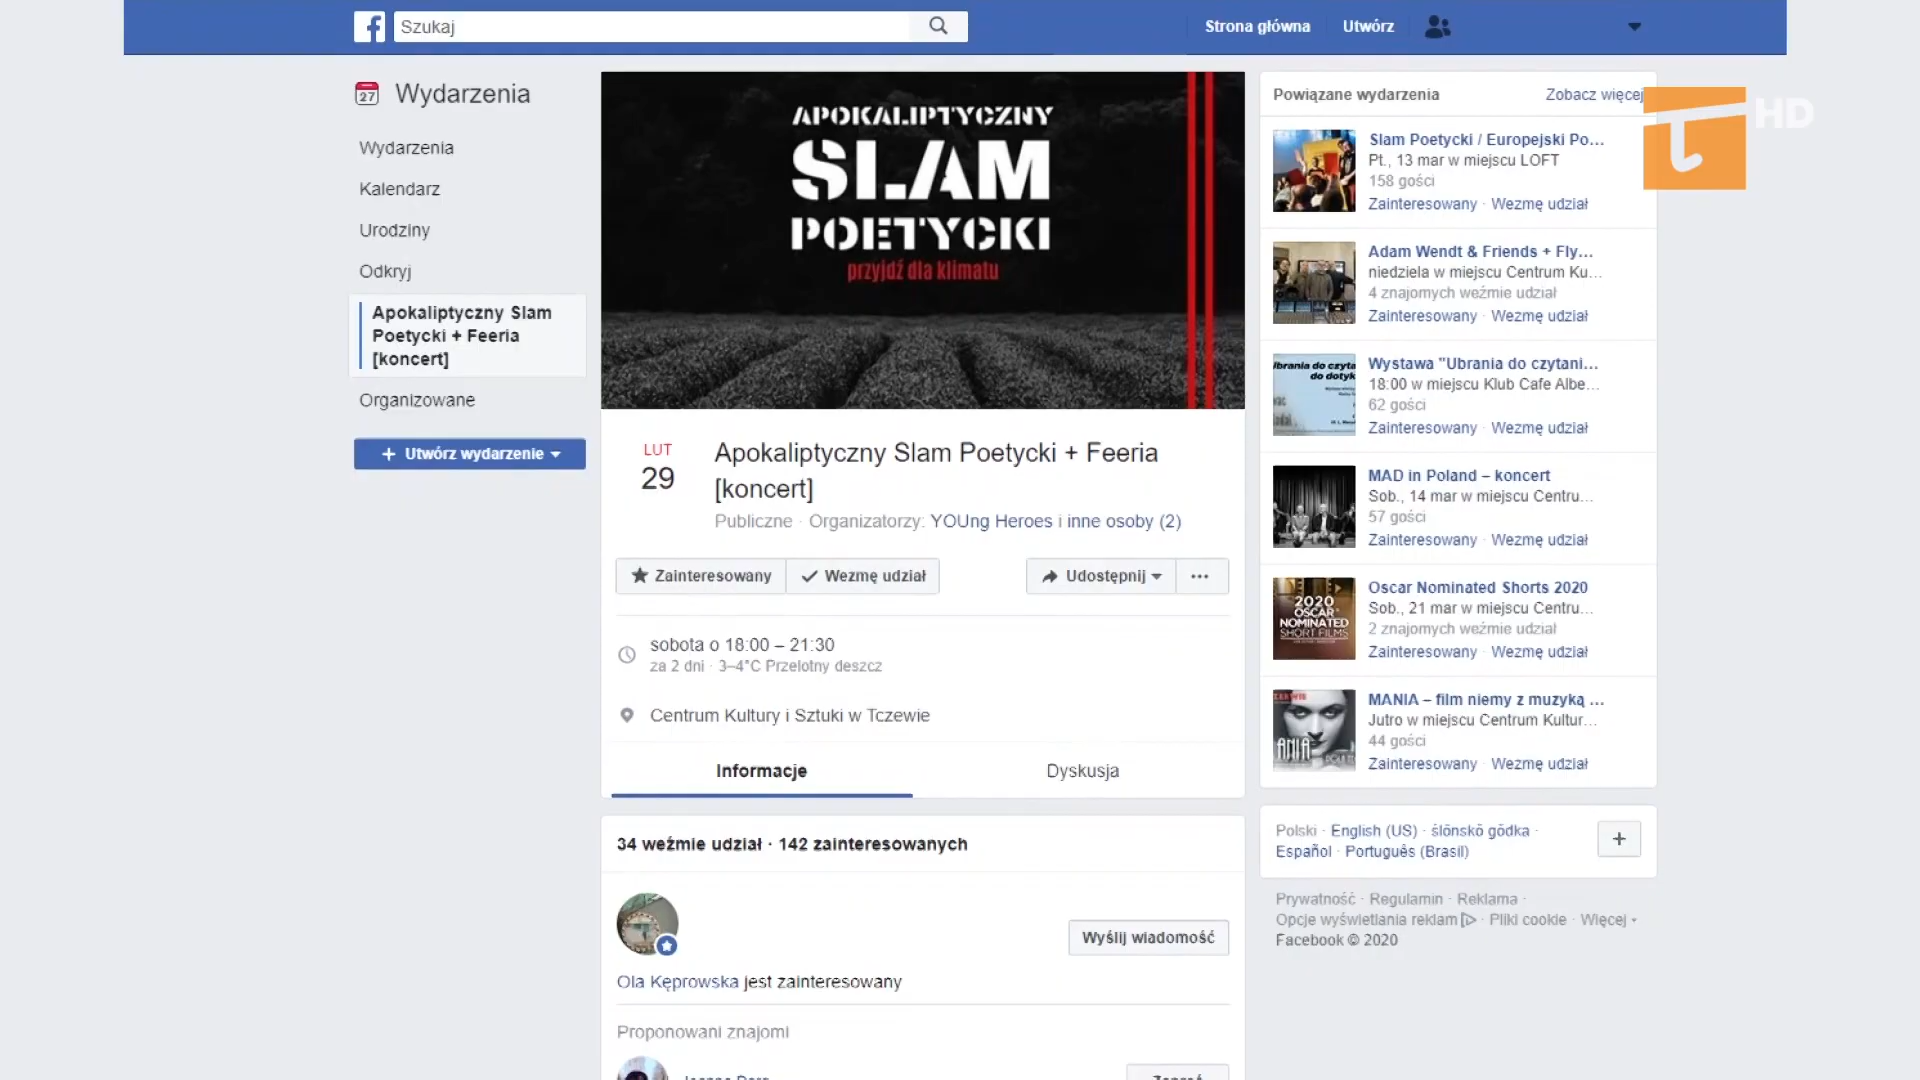 Szukaj
Strona główna
Utwórz
27
Wydarzenia
Wydarzenia
Kalendarz
Urodziny
Odkryj
Apokaliptyczny Slam
Poetycki + Feeria
[koncert]
Organizowane
+ Utwórz wydarzenie
APOKALIPTYCZNY
SLAM
POETYCKI
przyjdź dla klimatu
LUT
29
Apokaliptyczny Slam Poetycki + Feeria
[koncert]
Publiczne · Organizatorzy: YOUng Heroes i inne osoby (2)
Zainteresowany
Wezmę udział
Udostępnij
...
sobota o 18:00 – 21:30
za 2 dni · 3–4°C Przelotny deszcz
Centrum Kultury i Sztuki w Tczewie
Informacje
Dyskusja
34 weźmie udział · 142 zainteresowanych
Wyślij wiadomość
Ola Kęprowska jest zainteresowany
Proponowani znajomi
Powiązane wydarzenia
Zobacz więcej
HD
Slam Poetycki / Europejski Po...
Pt., 13 mar w miejscu LOFT
158 gości
Zainteresowany · Wezmę udział
Adam Wendt & Friends + Fly...
niedziela w miejscu Centrum Ku...
4 znajomych weźmie udział
Zainteresowany · Wezmę udział
Wystawa "Ubrania do czytani...
18:00 w miejscu Klub Cafe Albe...
62 gości
Zainteresowany · Wezmę udział
MAD in Poland – koncert
Sob., 14 mar w miejscu Centru...
57 gości
Zainteresowany · Wezmę udział
2020
OSCAR
NOMINATED
SHORT FILMS
Oscar Nominated Shorts 2020
Sob., 21 mar w miejscu Centru...
2 znajomych weźmie udział
Zainteresowany · Wezmę udział
MANIA – film niemy z muzyką ...
Jutro w miejscu Centrum Kultur...
44 gości
Zainteresowany · Wezmę udział
Polski · English (US) · ślōnskŏ gŏdka ·
Español · Português (Brasil)
+
Prywatność · Regulamin · Reklama ·
Opcje wyświetlania reklam · Pliki cookie · Więcej
Facebook © 2020